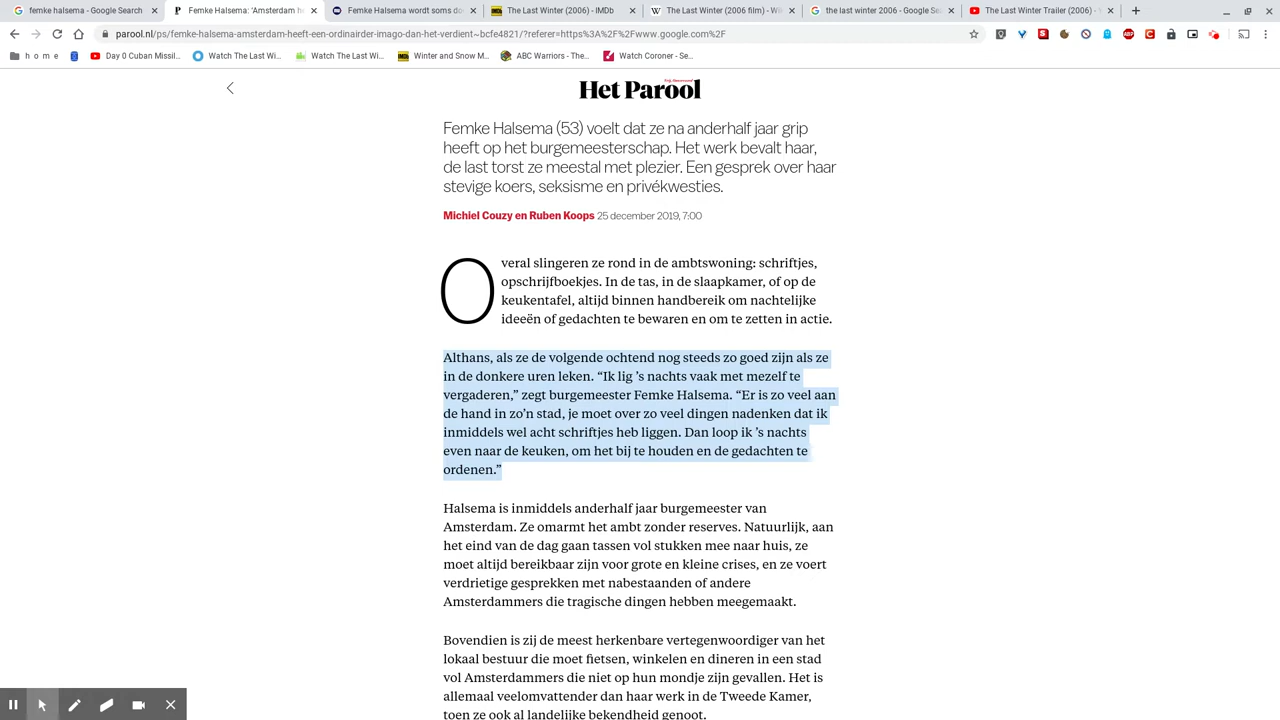 femke halsema - Google Search
Femke Halsema: 'Amsterdam he
Femke Halsema wordt soms do
The Last Winter (2006) - IMDb
The Last Winter (2006 film) - Wi
the last winter 2006 - Google Se
The Last Winter Trailer (2006) -
parool.nl/ps/femke-halsema-amsterdam-heeft-een-ordinairder-imago-dan-het-verdient~bcfe4821/?referer=https%3A%2F%2Fwww.google.com%2F
h o m e
Day 0 Cuban Missil...
Watch The Last Wi...
Watch The Last Wi...
Winter and Snow M...
ABC Warriors - The...
Watch Coroner - Se...
Het Parool
Femke Halsema (53) voelt dat ze na anderhalf jaar grip
heeft op het burgemeesterschap. Het werk bevalt haar,
de last torst ze meestal met plezier. Een gesprek over haar
stevige koers, seksisme en privékwesties.
Michiel Couzy en Ruben Koops 25 december 2019, 7:00
Overal slingeren ze rond in de ambtswoning: schriftjes,
opschrijfboekjes. In de tas, in de slaapkamer, of op de
keukentafel, altijd binnen handbereik om nachtelijke
ideeën of gedachten te bewaren en om te zetten in actie.
Althans, als ze de volgende ochtend nog steeds zo goed zijn als ze
in de donkere uren leken. “Ik lig ’s nachts vaak met mezelf te
vergaderen,” zegt burgemeester Femke Halsema. “Er is zo veel aan
de hand in zo’n stad, je moet over zo veel dingen nadenken dat ik
inmiddels wel acht schriftjes heb liggen. Dan loop ik ’s nachts
even naar de keuken, om het bij te houden en de gedachten te
ordenen.”
Halsema is inmiddels anderhalf jaar burgemeester van
Amsterdam. Ze omarmt het ambt zonder reserves. Natuurlijk, aan
het eind van de dag gaan tassen vol stukken mee naar huis, ze
moet altijd bereikbaar zijn voor grote en kleine crises, en ze voert
verdrietige gesprekken met nabestaanden of andere
Amsterdammers die tragische dingen hebben meegemaakt.
Bovendien is zij de meest herkenbare vertegenwoordiger van het
lokaal bestuur die moet fietsen, winkelen en dineren in een stad
vol Amsterdammers die niet op hun mondje zijn gevallen. Het is
allemaal veelomvattender dan haar werk in de Tweede Kamer,
toen ze ook al landelijke bekendheid genoot.